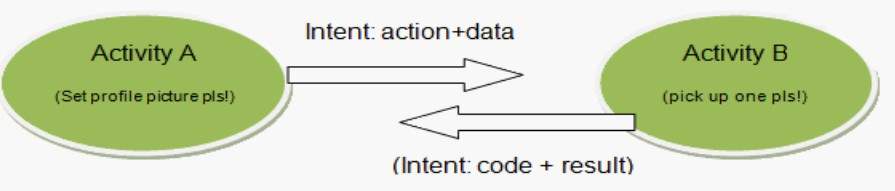 Intent: action+data
Activity A
(Set profile picture pls!)
Activity B
(pick up one pls!)
(Intent: code + result)